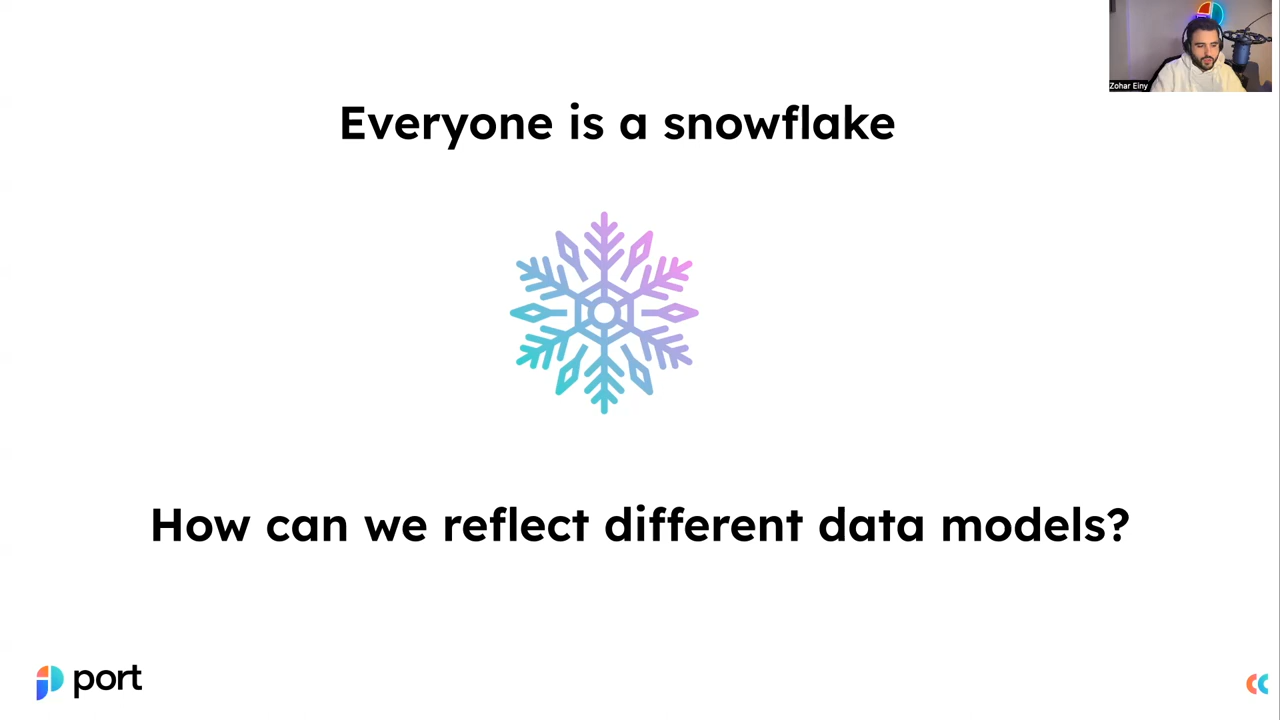 Zohar Einy
Everyone is a snowflake
How can we reflect different data models?
port